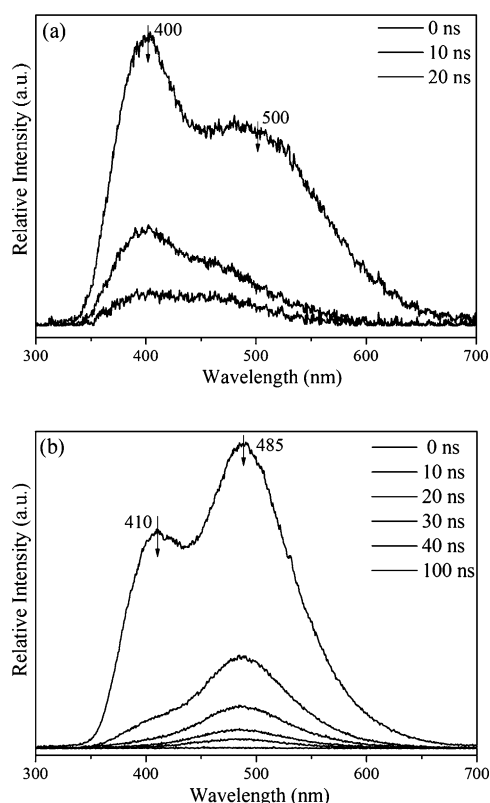 (a)
400
500
0 ns
10 ns
20 ns
Relative Intensity (a.u.)
300 400 500 600 700
Wavelength (nm)
(b)
410
485
0 ns
10 ns
20 ns
30 ns
40 ns
100 ns
Relative Intensity (a.u.)
300 400 500 600 700
Wavelength (nm)